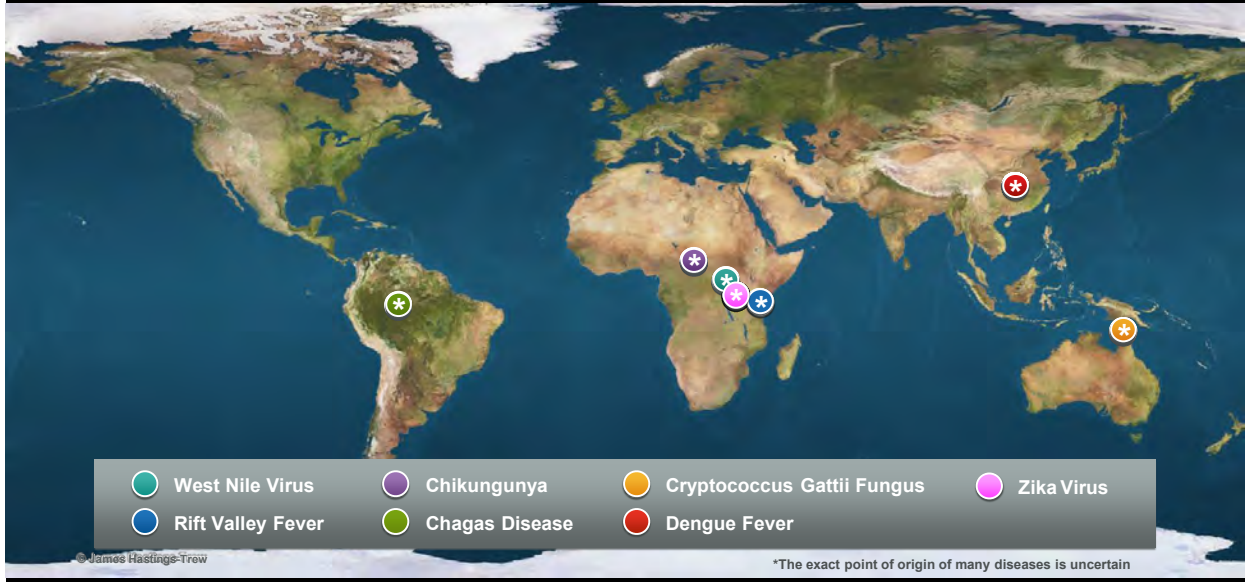 West Nile Virus
Chikungunya
Cryptococcus Gattii Fungus
Zika Virus
Rift Valley Fever
Chagas Disease
Dengue Fever
© James Hastings-Trew
*The exact point of origin of many diseases is uncertain